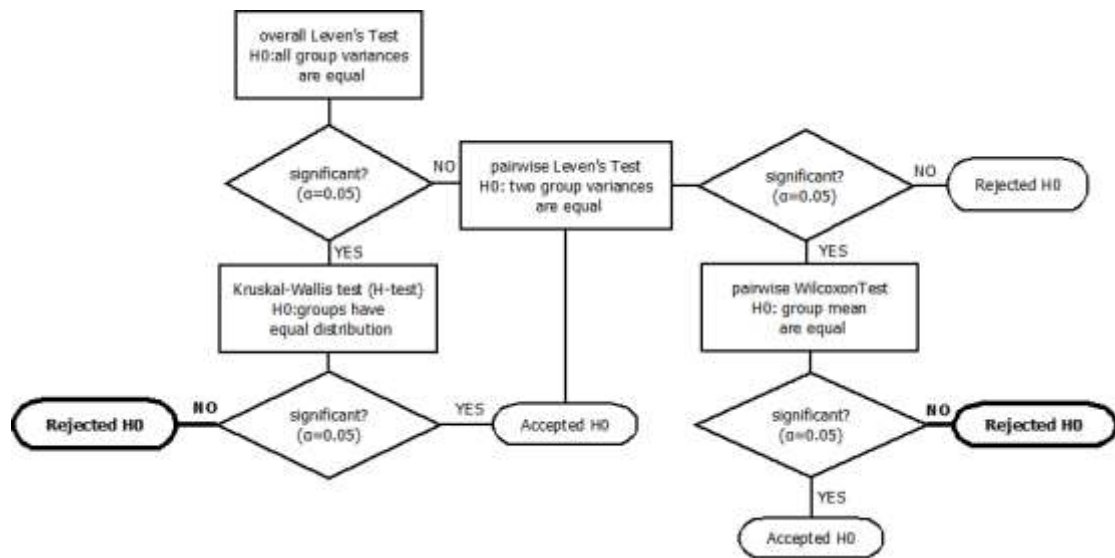 overall Leven's Test
H0:all group variances
are equal
significant?
(α=0.05)
NO
pairwise Leven's Test
H0: two group variances
are equal
significant?
(α=0.05)
NO
Rejected H0
YES
YES
Kruskal-Wallis test (H-test)
H0:groups have
equal distribution
pairwise WilcoxonTest
H0: group mean
are equal
Rejected H0
NO
significant?
(α=0.05)
YES
Accepted H0
significant?
(α=0.05)
NO
Rejected H0
YES
Accepted H0